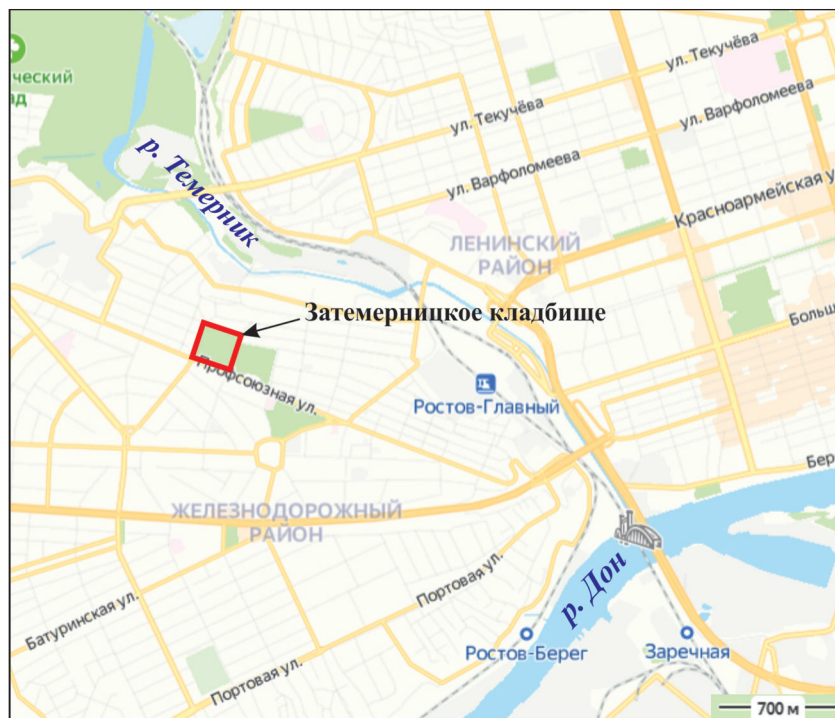 ческий
ад
ул. Текучёва
ул. Текучёва
ул. Варфоломеева
ул. Варфоломеева
р. Темерник
Красноармейская у
ЛЕНИНСКИЙ
РАЙОН
Затемерницкое кладбище
Больш
Профсоюзная ул.
Ростов-Главный
Бер
ЖЕЛЕЗНОДОРОЖНЫЙ
РАЙОН
р. Дон
Портовая ул.
Батуринская ул.
Ростов-Берег
Заречная
Портовая ул.
700 м